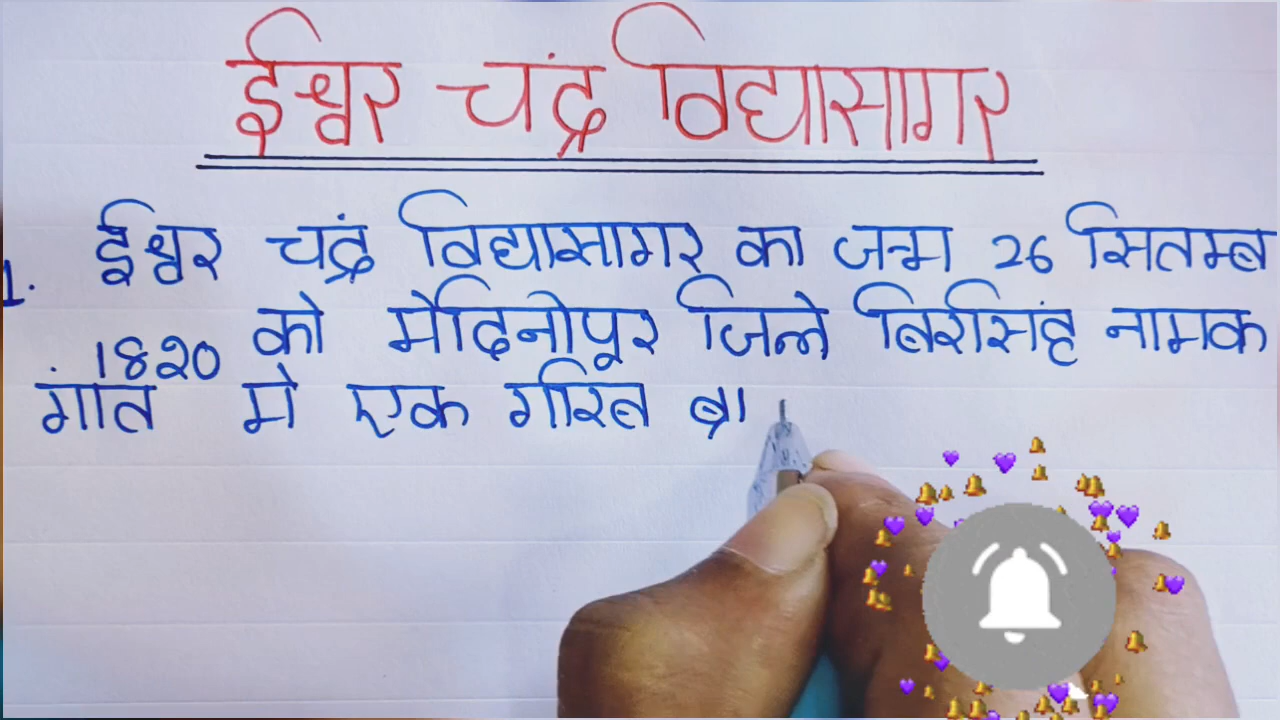 ईश्वर चंद्र विद्यासागर
1. ईश्वर चंद्र विद्यासागर का जन्म 26 सितम्ब
1820 को मेदिनीपूर जिले बिरसिंह नामक
गांत मे एक गरिब ब्रा